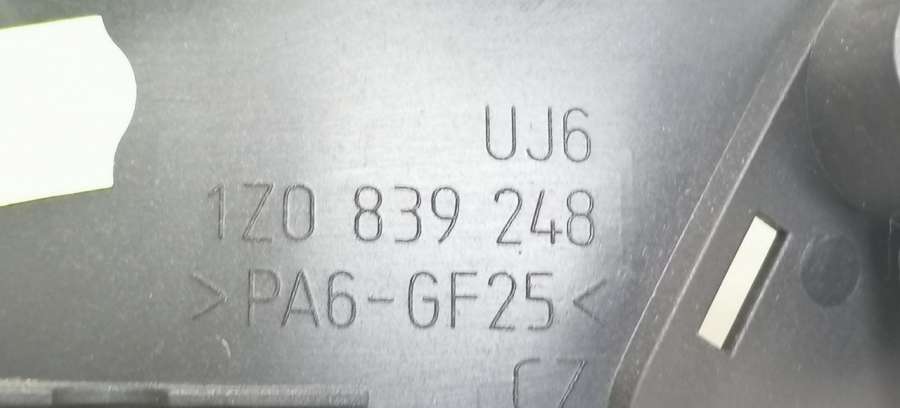 UJ6
1Z0 839 248
>PA6-GF25<
CZ